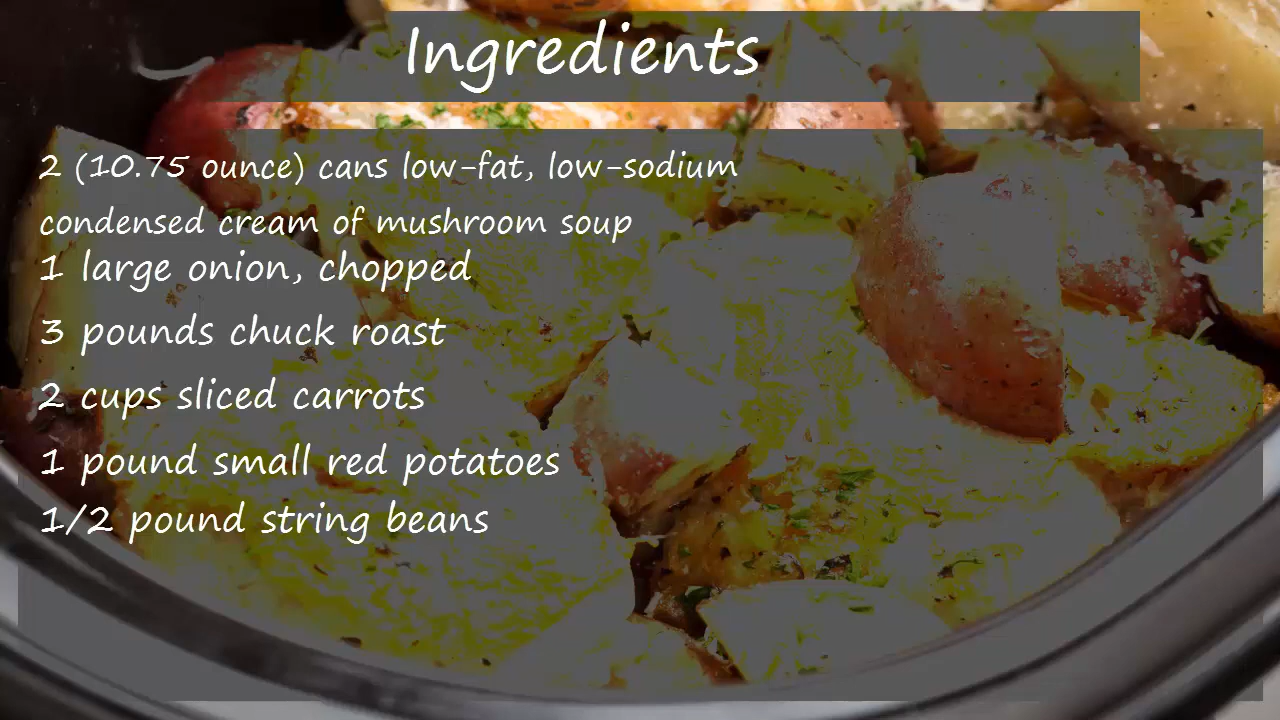 Ingredients
2 (10.75 ounce) cans low-fat, low-sodium
condensed cream of mushroom soup
1 large onion, chopped
3 pounds chuck roast
2 cups sliced carrots
1 pound small red potatoes
1/2 pound string beans